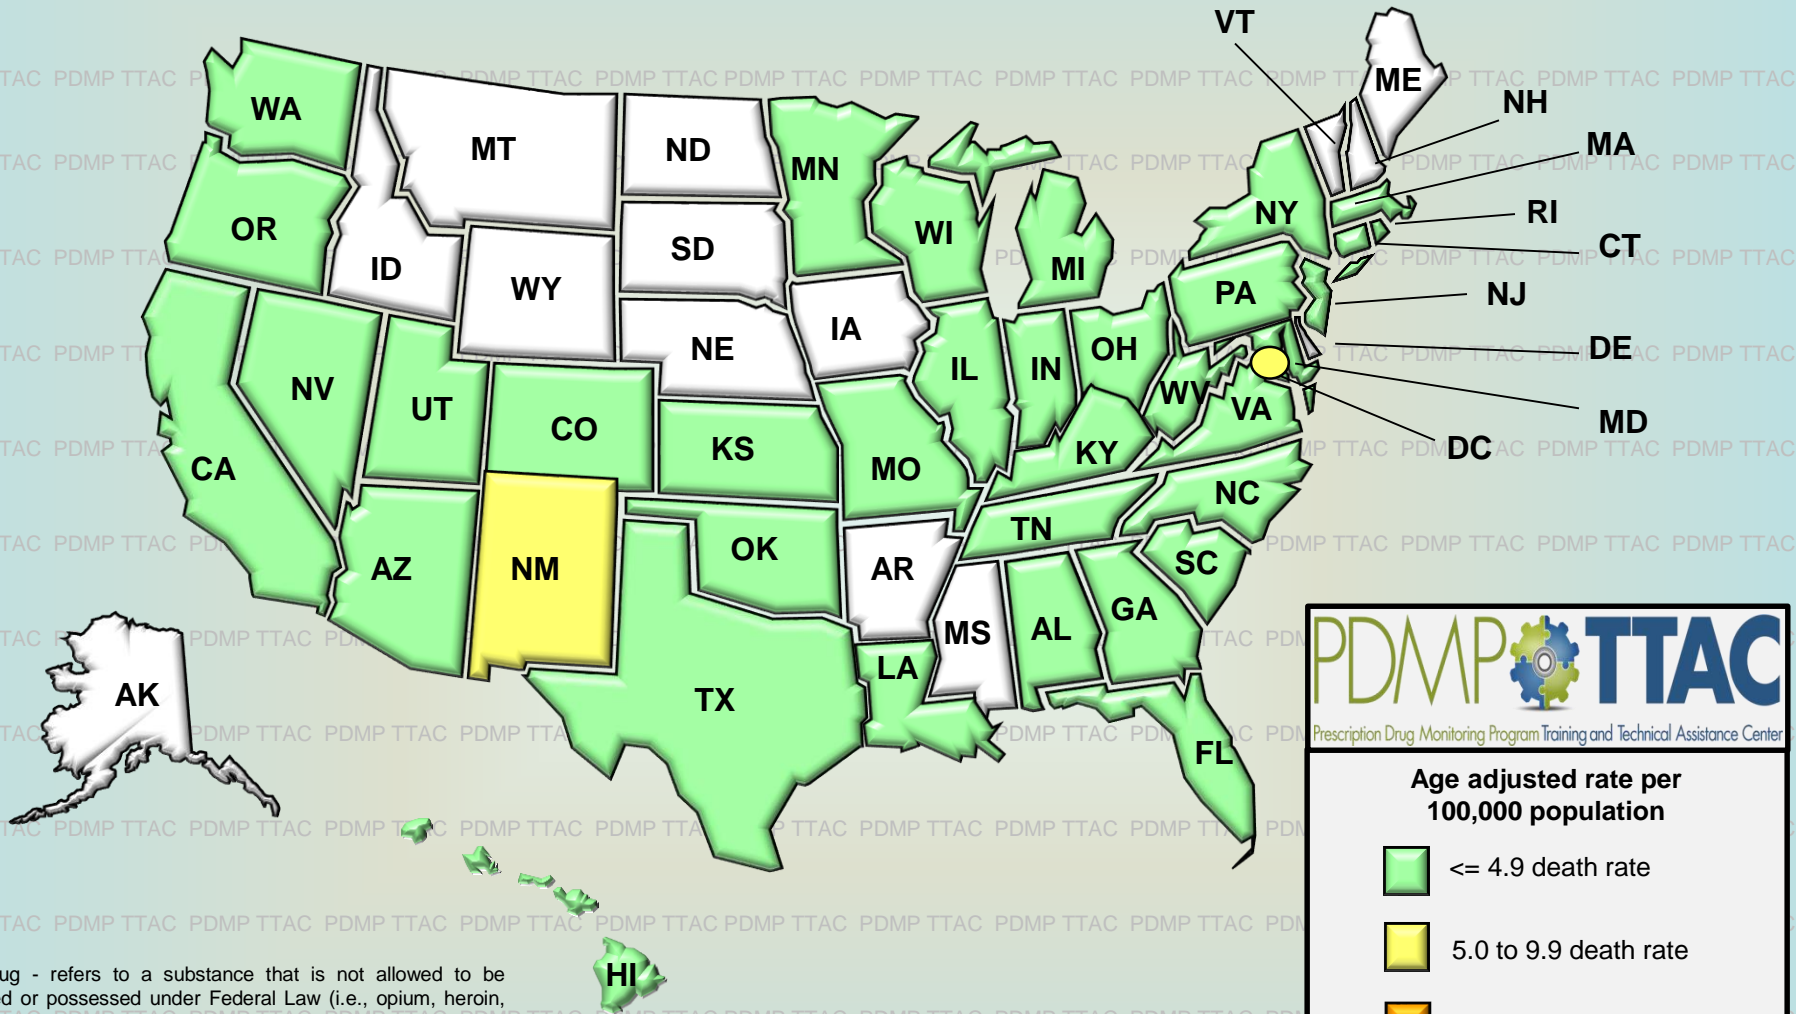 VT
ME
NH
MA
RI
CT
NJ
DE
MD
DC
WA
MT
ND
MN
OR
ID
WY
SD
WI
MI
NY
PA
NE
IA
IL
IN
OH
WV
VA
NV
UT
CO
KS
MO
KY
CA
NC
TN
AZ
NM
OK
AR
SC
MS
AL
GA
LA
TX
AK
FL
HI
PDMP TTAC
Prescription Drug Monitoring Program Training and Technical Assistance Center
Age adjusted rate per
100,000 population
<= 4.9 death rate
5.0 to 9.9 death rate
- refers to a substance that is not allowed to be
or possessed under Federal Law (i.e., opium, heroin,